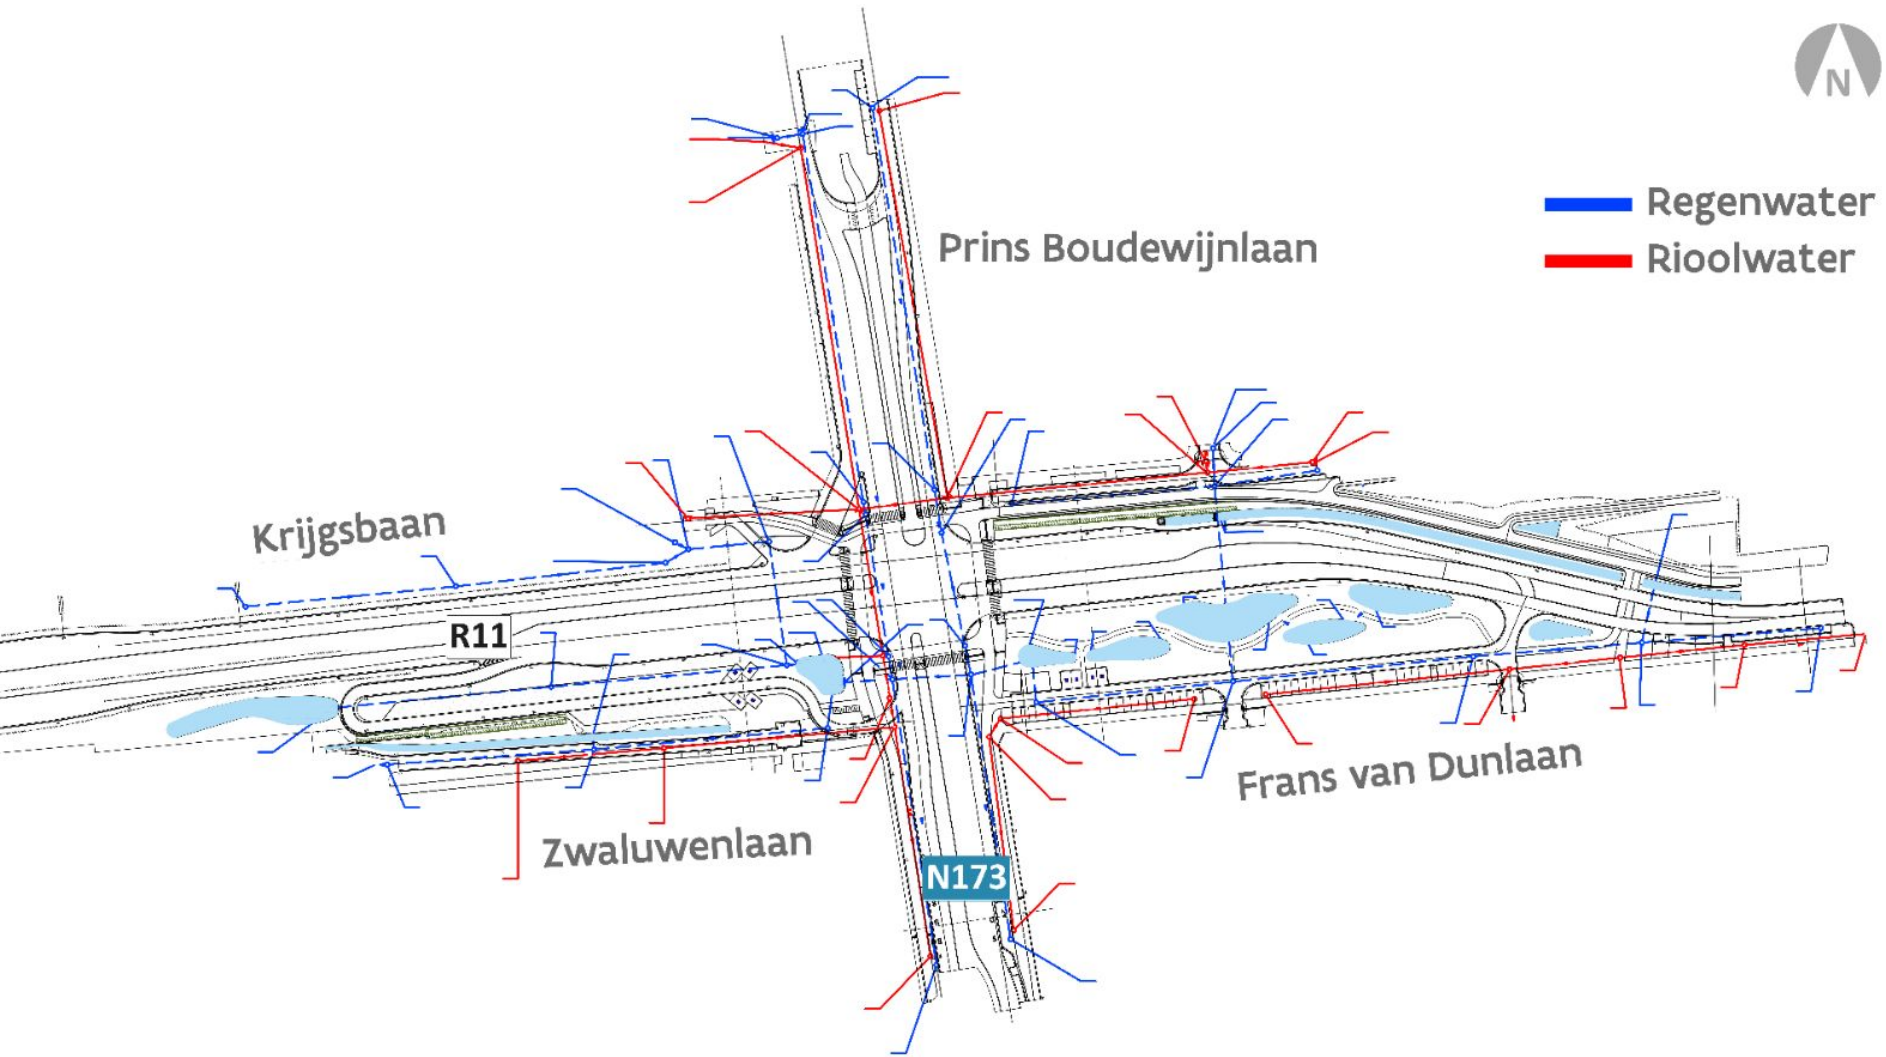 N
Regenwater
Rioolwater
Prins Boudewijnlaan
Krijgsbaan
R11
Frans van Dunlaan
Zwaluwenlaan
N173